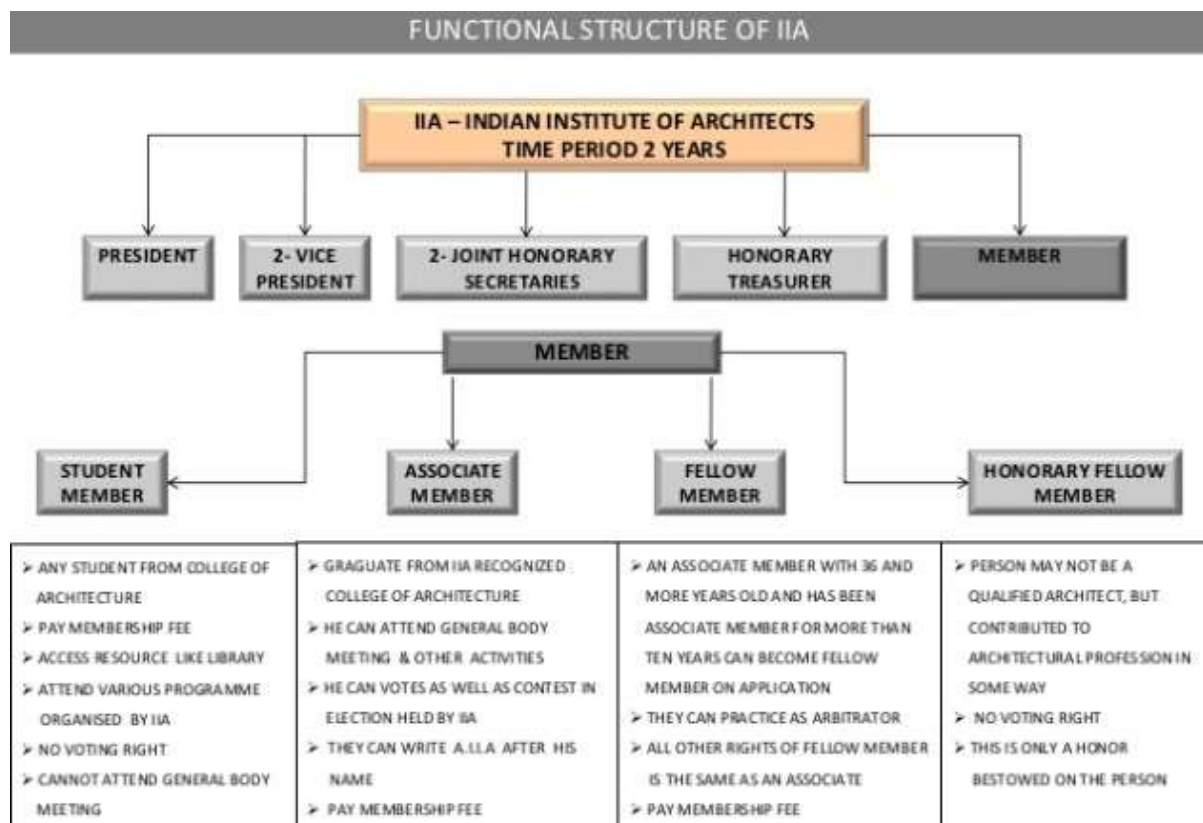 FUNCTIONAL STRUCTURE OF IIA
IIA – INDIAN INSTITUTE OF ARCHITECTS
TIME PERIOD 2 YEARS
PRESIDENT
2- VICE
PRESIDENT
2- JOINT HONORARY
SECRETARIES
HONORARY
TREASURER
MEMBER
MEMBER
STUDENT
MEMBER
ASSOCIATE
MEMBER
FELLOW
MEMBER
HONORARY FELLOW
MEMBER
➢ ANY STUDENT FROM COLLEGE OF
ARCHITECTURE
➢ PAY MEMBERSHIP FEE
➢ ACCESS RESOURCE LIKE LIBRARY
➢ ATTEND VARIOUS PROGRAMME
ORGANISED BY IIA
➢ NO VOTING RIGHT
➢ CANNOT ATTEND GENERAL BODY
MEETING
➢ GRAGUATE FROM IIA RECOGNIZED
COLLEGE OF ARCHITECTURE
➢ HE CAN ATTEND GENERAL BODY
MEETING & OTHER ACTIVITIES
➢ HE CAN VOTES AS WELL AS CONTEST IN
ELECTION HELD BY IIA
➢ THEY CAN WRITE A.I.I.A AFTER HIS
NAME
➢ PAY MEMBERSHIP FEE
➢ AN ASSOCIATE MEMBER WITH 36 AND
MORE YEARS OLD AND HAS BEEN
ASSOCIATE MEMBER FOR MORE THAN
TEN YEARS CAN BECOME FELLOW
MEMBER ON APPLICATION
➢ THEY CAN PRACTICE AS ARBITRATOR
➢ ALL OTHER RIGHTS OF FELLOW MEMBER
IS THE SAME AS AN ASSOCIATE
➢ PAY MEMBERSHIP FEE
➢ PERSON MAY NOT BE A
QUALIFIED ARCHITECT, BUT
CONTRIBUTED TO
ARCHITECTURAL PROFESSION IN
SOME WAY
➢ NO VOTING RIGHT
➢ THIS IS ONLY A HONOR
BESTOWED ON THE PERSON